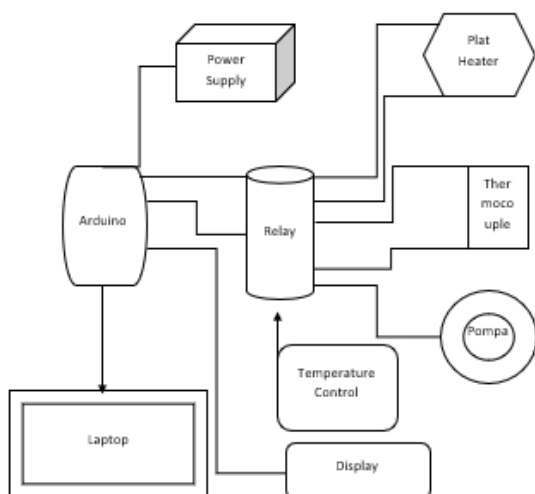 Power
Supply
Plat
Heater
Arduino
Relay
Ther
moco
uple
Pompa
Temperature
Control
Laptop
Display